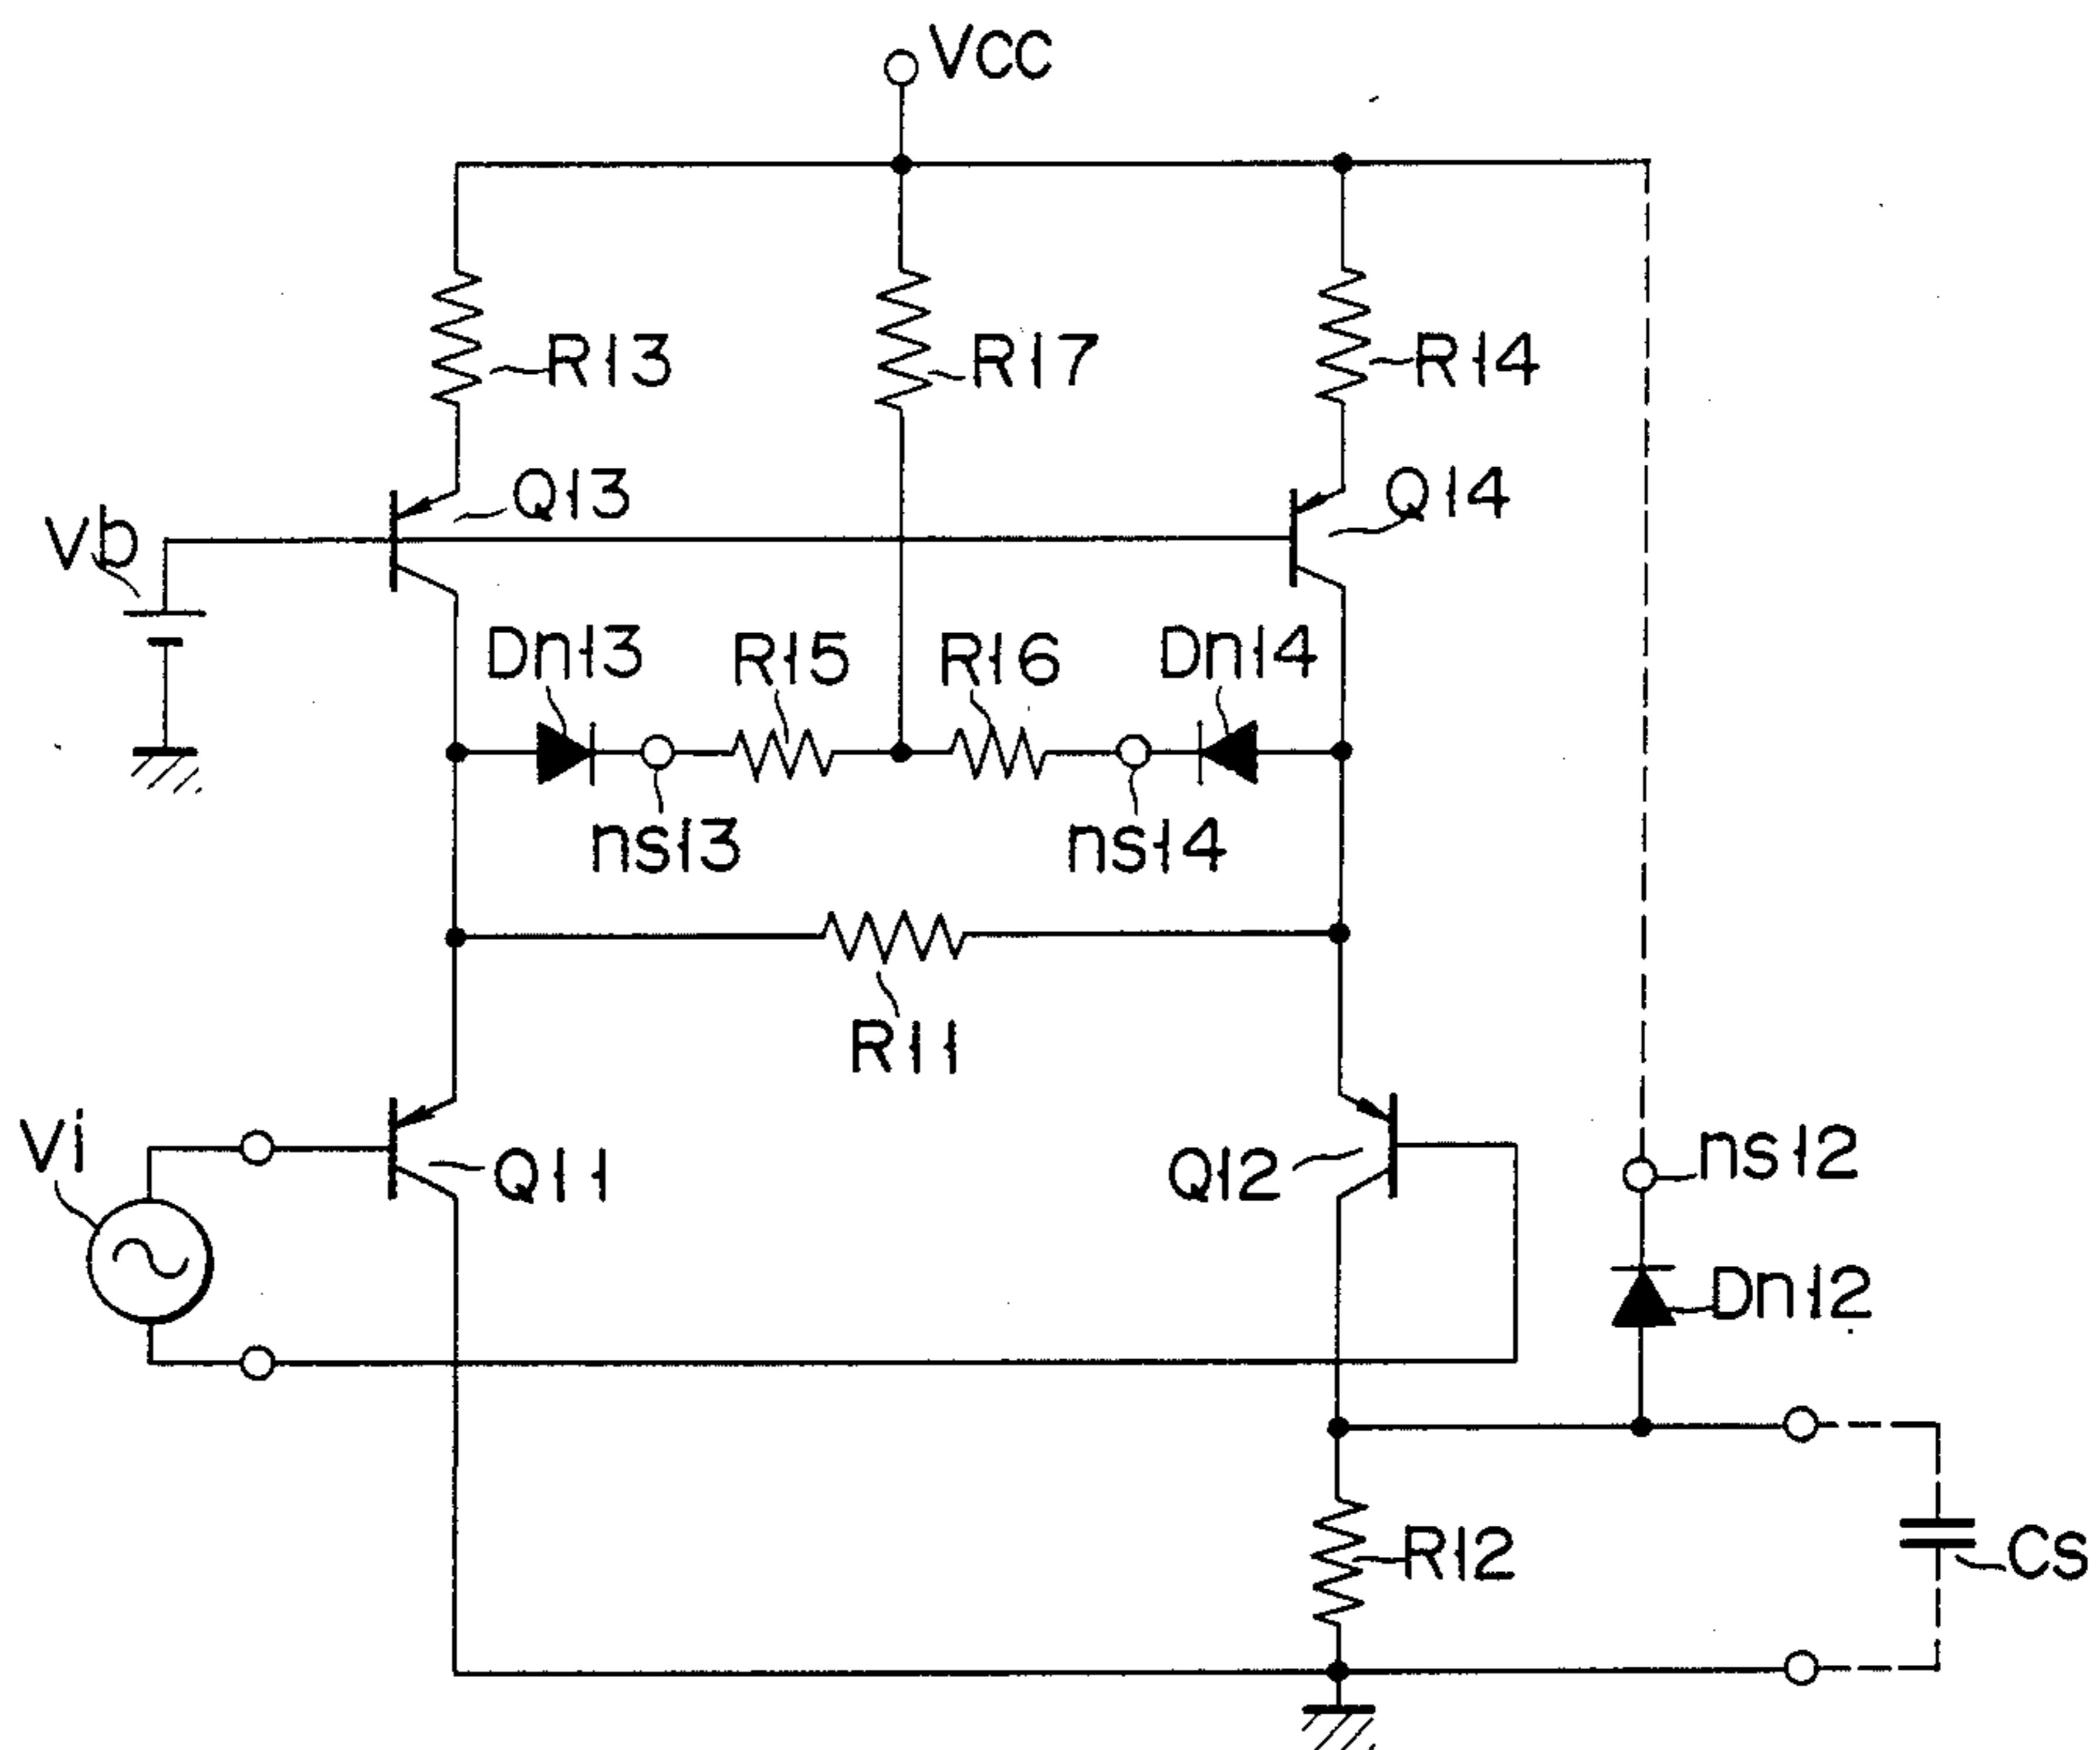 VCC
R13
R17
R14
Q13
Q14
Vb
Dn13
R15
R16
Dn14
ns13
ns14
R11
Vi
Q11
Q12
ns12
Dn12
R12
Cs